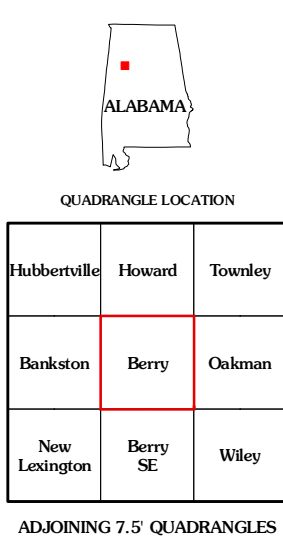 ALABAMA
QUADRANGLE LOCATION
Hubbertville Howard Townley
Bankston Berry Oakman
New Lexington Berry SE Wiley
ADJOINING 7.5' QUADRANGLES